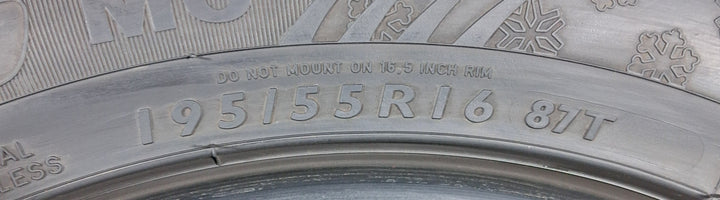 DO NOT MOUNT ON 16,5 INCH RIM
195/55R16 87T